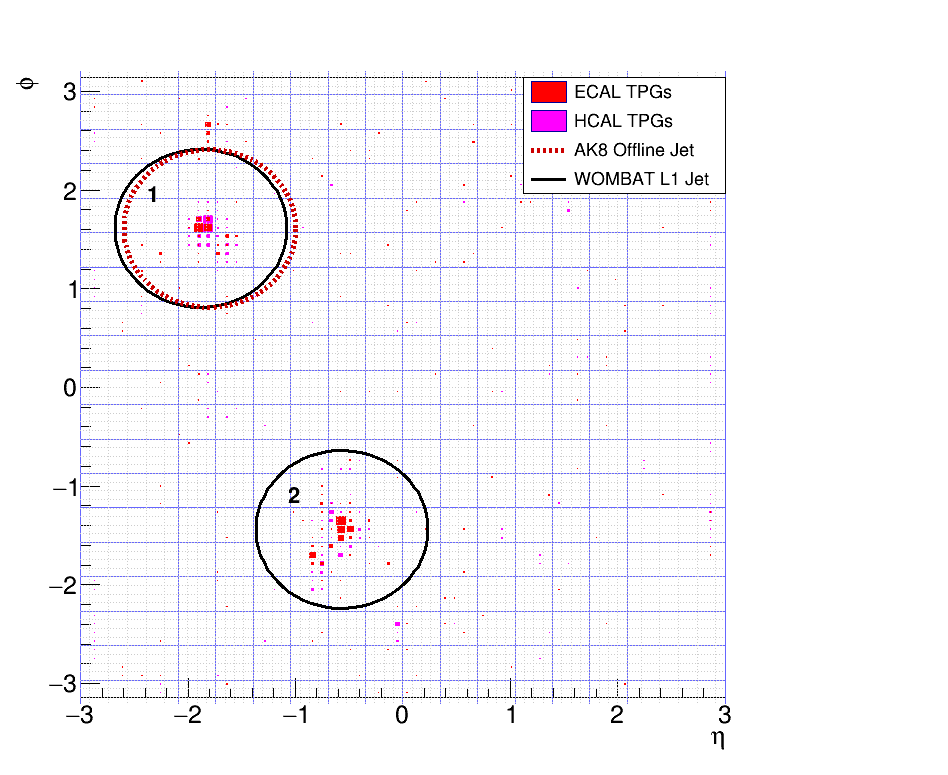 φ
3
ECAL TPGs
HCAL TPGs
AK8 Offline Jet
WOMBAT L1 Jet
2
1
1
0
−1
2
−2
−3
−3 −2 −1 0 1 2 3
η